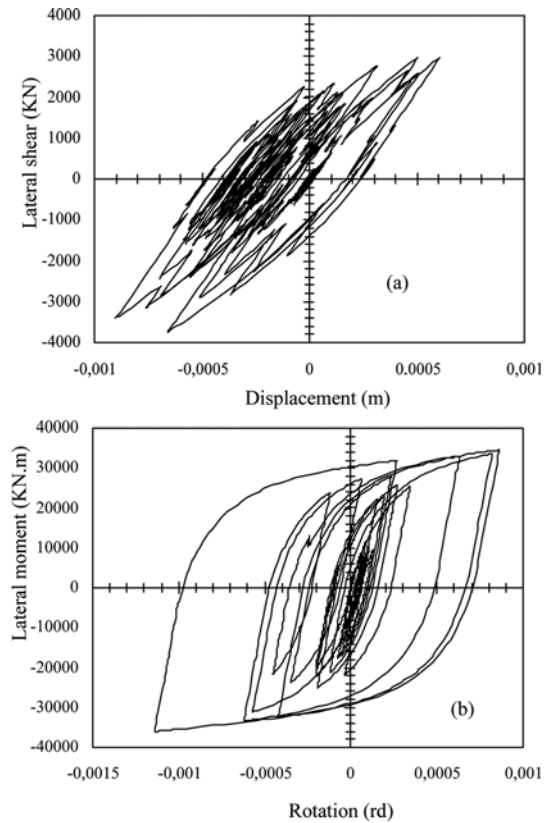 4000
3000
2000
1000
0
-1000
-2000
-3000
-4000
Lateral shear (KN)
(a)
-0,001 -0,0005 0 0.0005 0,001
Displacement (m)
40000
30000
20000
10000
0
-10000
-20000
-30000
-40000
Lateral moment (KN.m)
(b)
-0,0015 -0,001 -0,0005 0 0,0005 0,001
Rotation (rd)